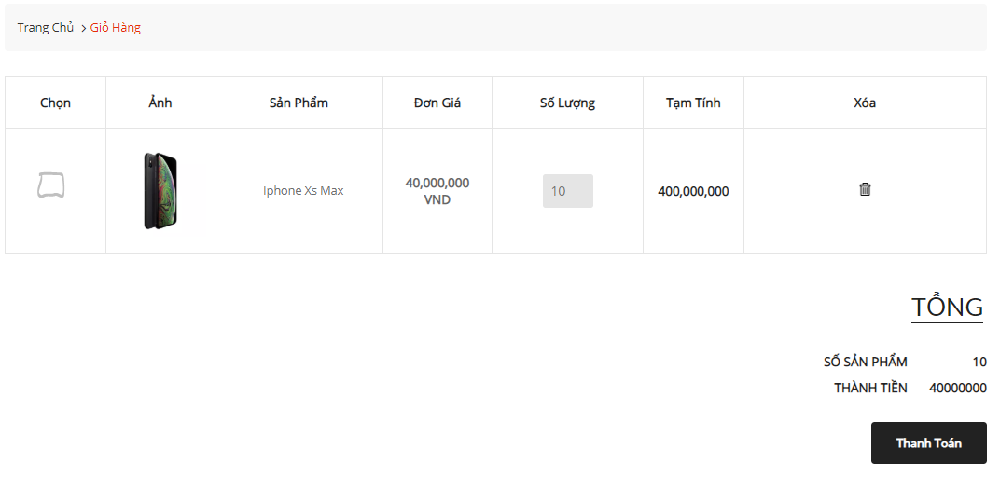 Trang Chủ > Giỏ Hàng
Chọn Ảnh Sản Phẩm Đơn Giá Số Lượng Tạm Tính Xóa
Iphone Xs Max 40,000,000 10 400,000,000
VND
TỔNG
SỐ SẢN PHẨM 10
THÀNH TIỀN 40000000
Thanh Toán